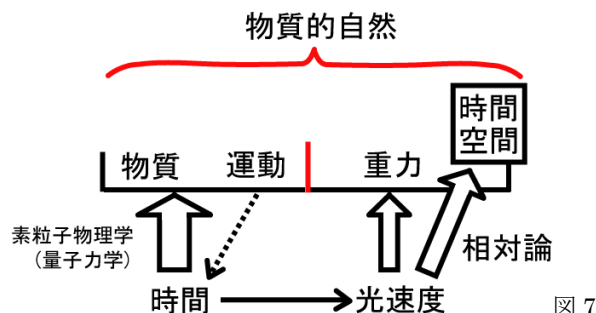 物質的自然
時間
空間
物質
運動
重力
素粒子物理学
(量子力学)
相対論
時間
光速度
図 7